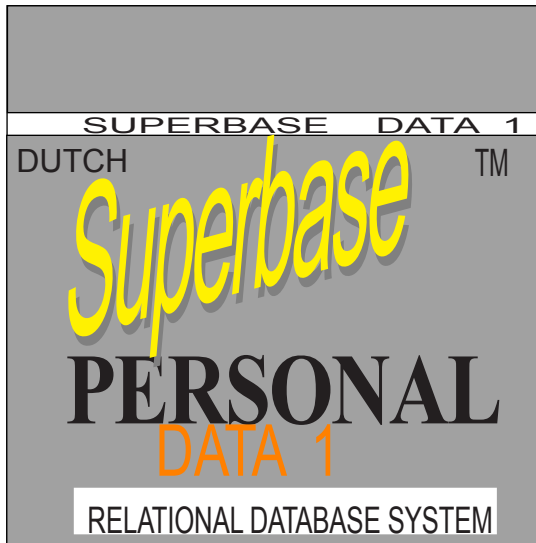 SUPERBASE DATA 1
DUTCH TM
Superbase
PERSONAL
DATA 1
RELATIONAL DATABASE SYSTEM